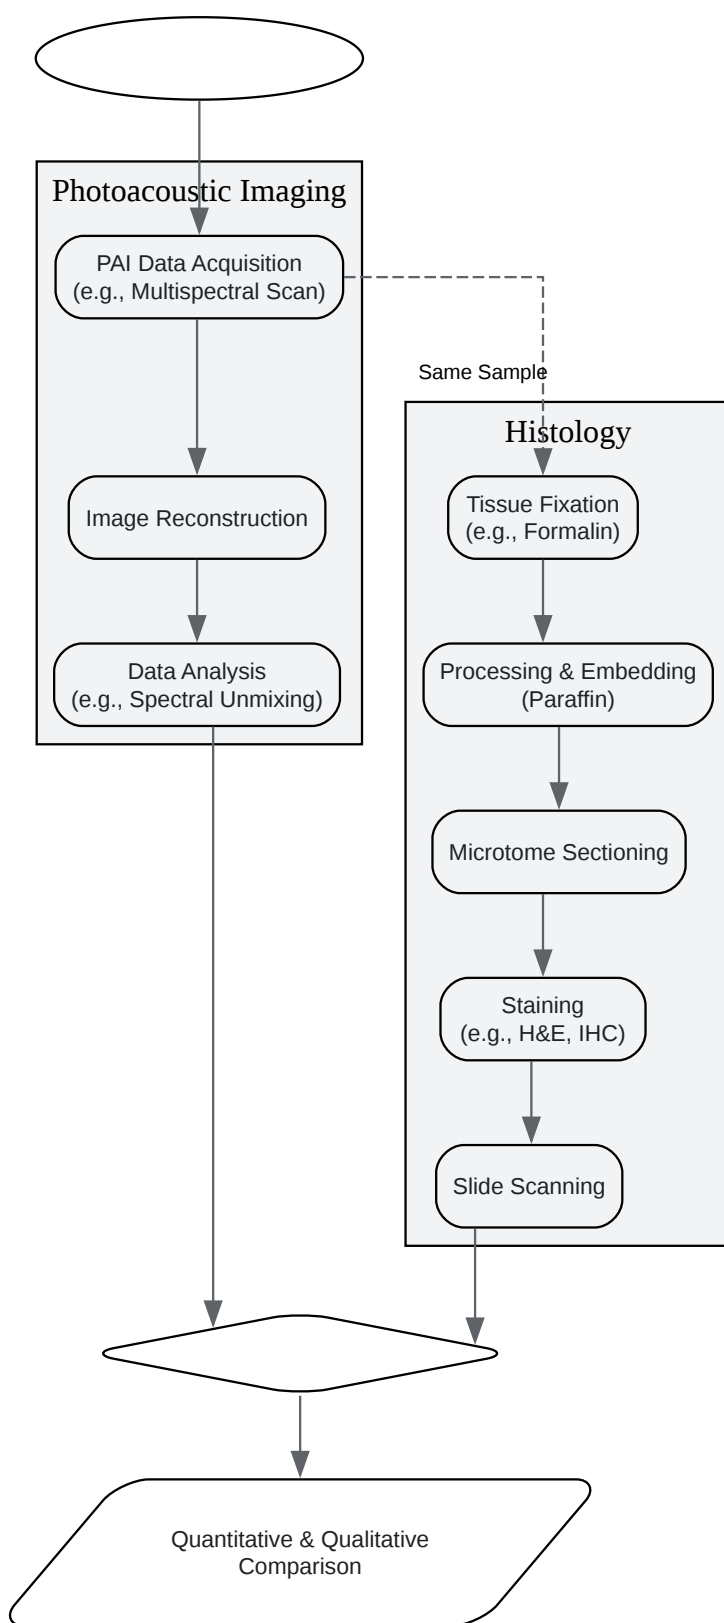 Photoacoustic Imaging
PAI Data Acquisition
(e.g., Multispectral Scan)
Same Sample
Histology
Image Reconstruction
Tissue Fixation
(e.g., Formalin)
Data Analysis
(e.g., Spectral Unmixing)
Processing & Embedding
(Paraffin)
Microtome Sectioning
Staining
(e.g., H&E, IHC)
Slide Scanning
Quantitative & Qualitative
Comparison